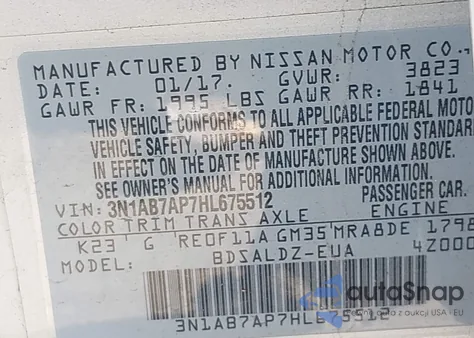 MANUFACTURED BY NISSAN MOTOR CO.,
DATE: 01/17. GVWR: 3823
GAWR FR: 1995 LBS GAWR RR: 1841
THIS VEHICLE CONFORMS TO ALL APPLICABLE FEDERAL MOTO
VEHICLE SAFETY, BUMPER AND THEFT PREVENTION STANDAR
IN EFFECT ON THE DATE OF MANUFACTURE SHOWN ABOVE.
SEE OWNER'S MANUAL FOR ADDITIONAL INFORMATION.
VIN: 3N1AB7AP7HL675512 PASSENGER CAR.
COLOR TRIM TRANS AXLE ENGINE
K23 G RE0F11A GM35 MRA8DE 1798
MODEL: BDSALDZ-EUA 4Z000
3N1AB7AP7HL675512
autoSnap